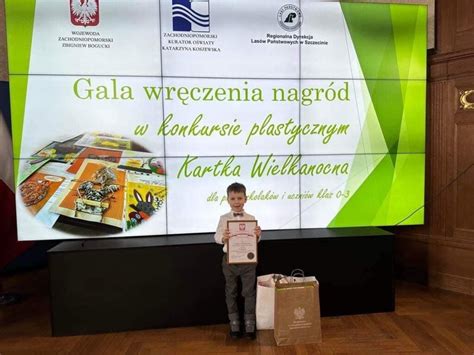 WOJEWODA
ZACHODNIOPOMORSKI
ZBIGNIEW BOGUCKI
ZACHODNIOPOMORSKI
KURATOR OŚWIATY
KATARZYNA KOSZEWSKA
Regionalna Dyrekcja
Lasów Państwowych w Szczecinie
Gala wręczenia nagród
w konkursie plastycznym
Kartka Wielkanocna
dla przedszkolaków i uczniów klas 0-3